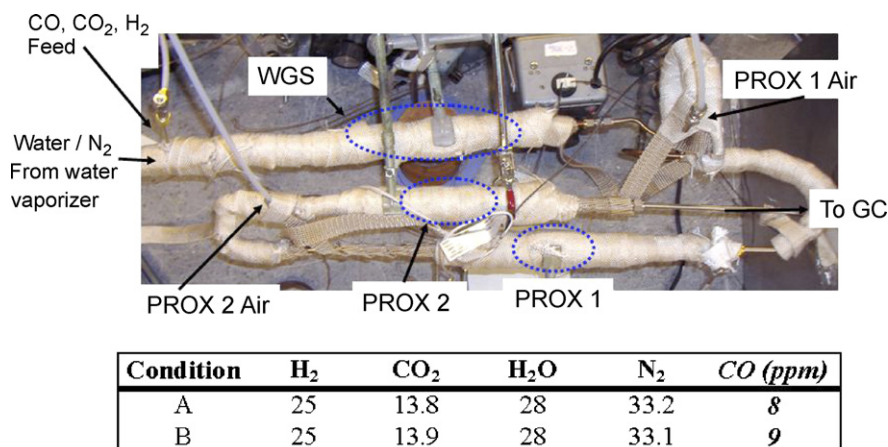 CO, CO₂, H₂
Feed
WGS
PROX 1 Air
Water / N₂
From water
vaporizer
To GC
PROX 2 Air
PROX 2
PROX 1
Condition H₂ CO₂ H₂O N₂ CO (ppm)
A 25 13.8 28 33.2 8
B 25 13.9 28 33.1 9